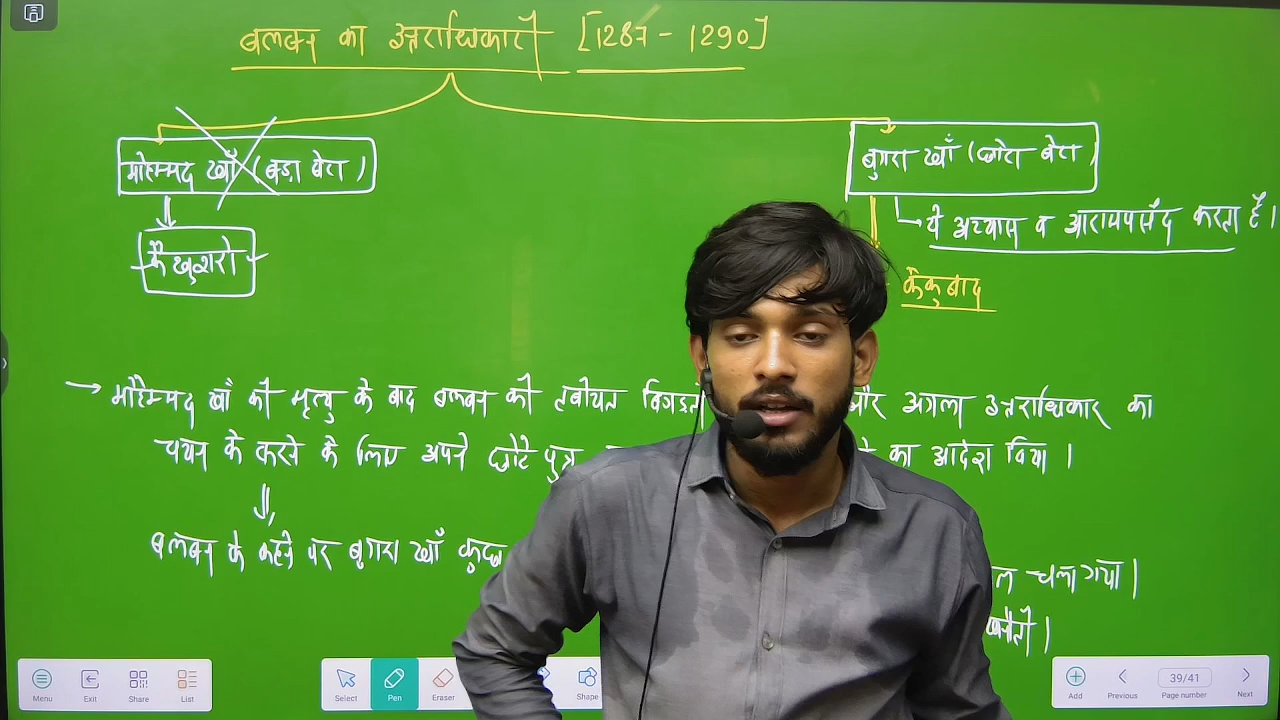 बलबन का उत्तराधिकारी [1287 - 1290]
मोहम्मद खाँ (बड़ा बेटा)
बुगरा खाँ (छोटा बेटा)
ये अय्याश व आरामपसंद करता है।
कै खुशरो
कैकुबाद
→ मोहम्मद खाँ की मृत्यु के बाद बलबन की तबीयत अगला उत्तराधिकार का
चयन के करने के लिए अपने छोटे पुत्र का आदेश दिया।
बलबन के कहने पर बुगरा खाँ कुछ चला गया।
Menu Exit Share List Select Pen Eraser Shape Add Previous 39/41 Page number Next